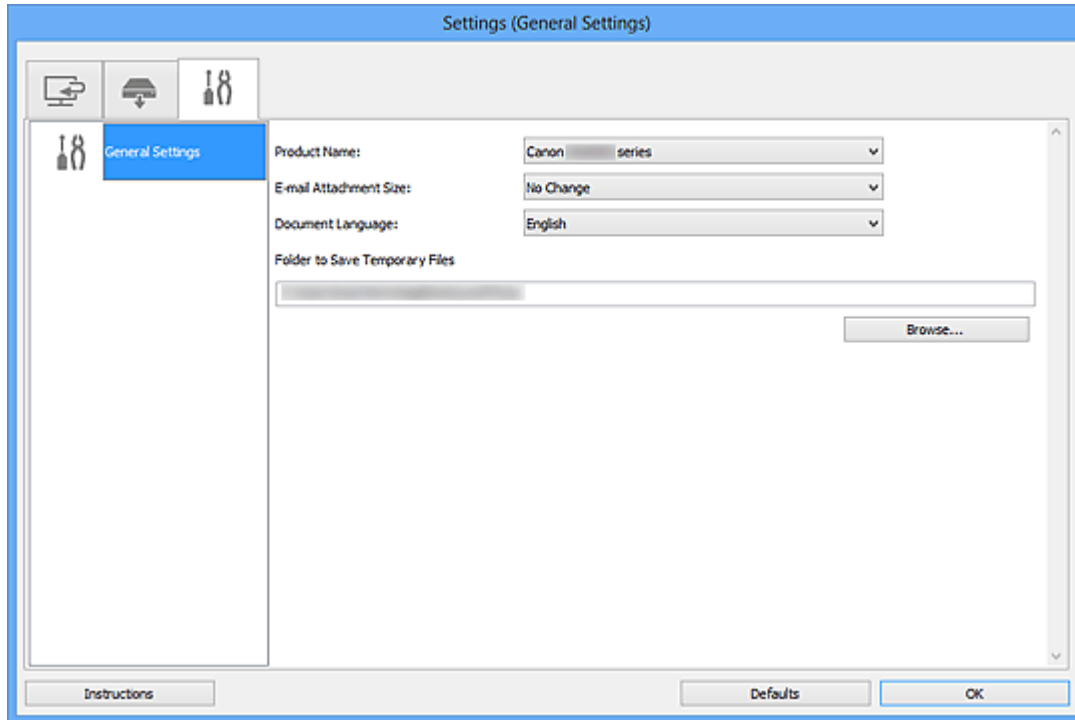 Settings (General Settings)
General Settings
Product Name:
Canon series
E-mail Attachment Size:
No Change
Document Language:
English
Folder to Save Temporary Files
Browse...
Instructions
Defaults
OK